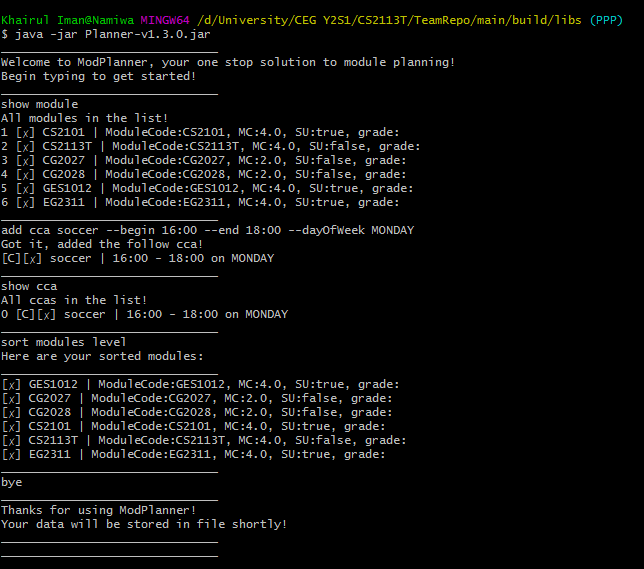 Khairul Iman@Namiwa MINGW64 /d/University/CEG Y2S1/CS2113T/TeamRepo/main/build/libs (PPP)
$ java -jar Planner-v1.3.0.jar
_______________________________
Welcome to ModPlanner, your one stop solution to module planning!
Begin typing to get started!
_______________________________
show module
All modules in the list!
1 [✗] CS2101 | ModuleCode:CS2101, MC:4.0, SU:true, grade:
2 [✗] CS2113T | ModuleCode:CS2113T, MC:4.0, SU:false, grade:
3 [✗] CG2027 | ModuleCode:CG2027, MC:2.0, SU:false, grade:
4 [✗] CG2028 | ModuleCode:CG2028, MC:2.0, SU:false, grade:
5 [✗] GES1012 | ModuleCode:GES1012, MC:4.0, SU:true, grade:
6 [✗] EG2311 | ModuleCode:EG2311, MC:4.0, SU:true, grade:
_______________________________
add cca soccer --begin 16:00 --end 18:00 --dayOfWeek MONDAY
Got it, added the follow cca!
[C][✗] soccer | 16:00 - 18:00 on MONDAY
_______________________________
show cca
All ccas in the list!
0 [C][✗] soccer | 16:00 - 18:00 on MONDAY
_______________________________
sort modules level
Here are your sorted modules:
_______________________________
[✗] GES1012 | ModuleCode:GES1012, MC:4.0, SU:true, grade:
[✗] CG2027 | ModuleCode:CG2027, MC:2.0, SU:false, grade:
[✗] CG2028 | ModuleCode:CG2028, MC:2.0, SU:false, grade:
[✗] CS2101 | ModuleCode:CS2101, MC:4.0, SU:true, grade:
[✗] CS2113T | ModuleCode:CS2113T, MC:4.0, SU:false, grade:
[✗] EG2311 | ModuleCode:EG2311, MC:4.0, SU:true, grade:
_______________________________
bye
_______________________________
Thanks for using ModPlanner!
Your data will be stored in file shortly!
_______________________________
_______________________________